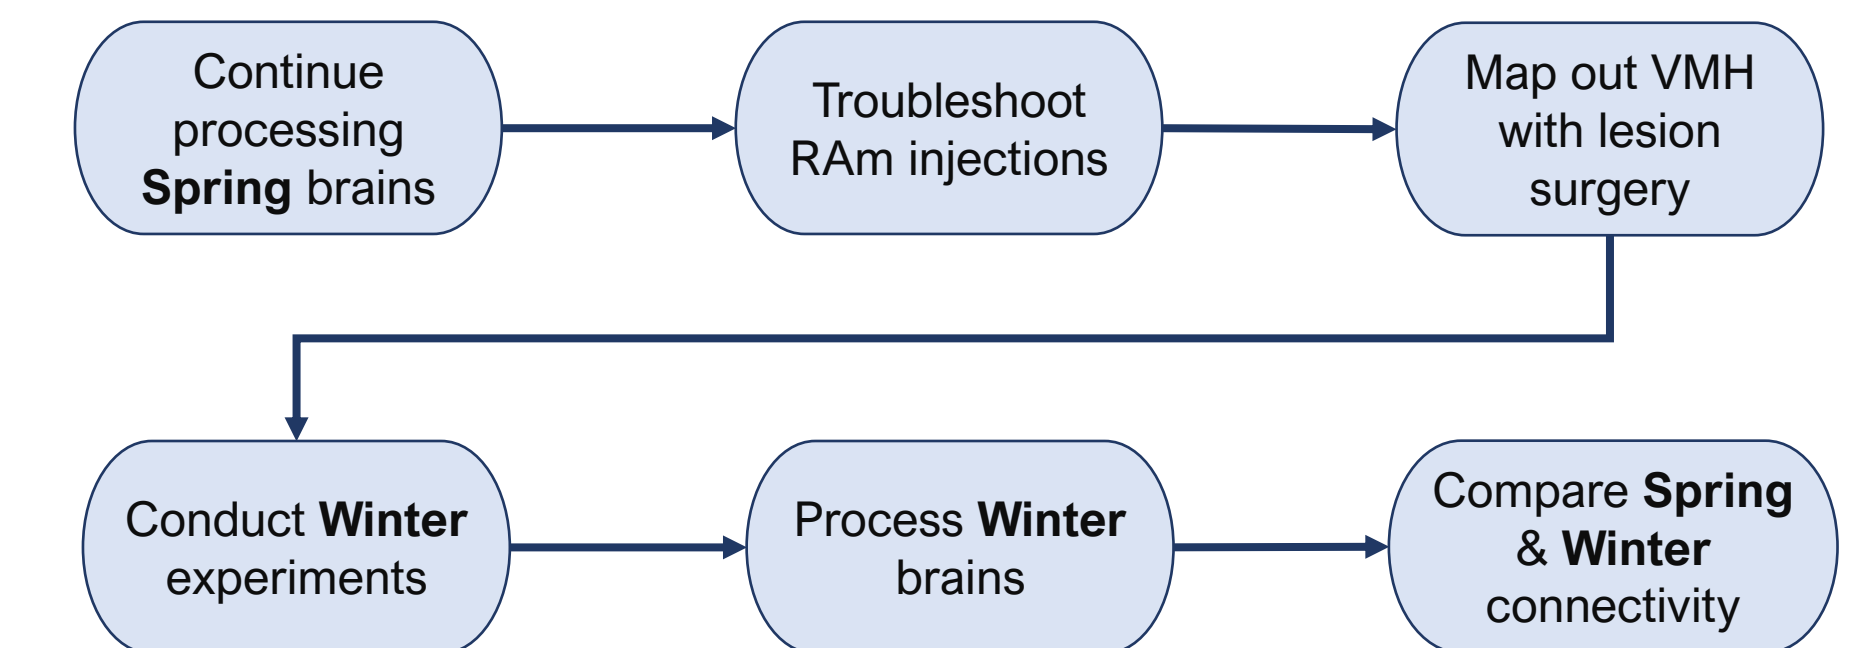 Continue
processing
Spring brains
Troubleshoot
RAm injections
Map out VMH
with lesion
surgery
Conduct Winter
experiments
Process Winter
brains
Compare Spring
& Winter
connectivity